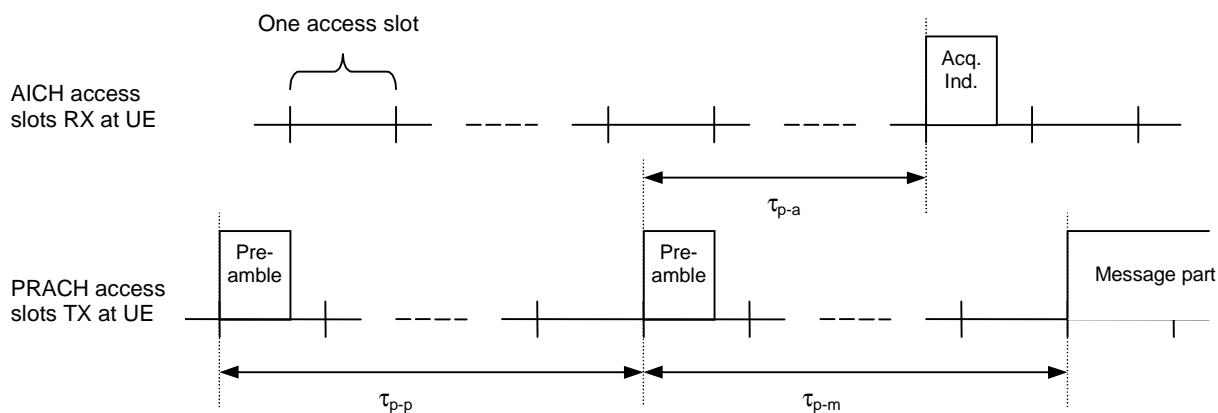 One access slot
AICH access
slots RX at UE
Acq.
Ind.
τp-a
PRACH access
slots TX at UE
Pre-
amble
Pre-
amble
Message part
τp-p
τp-m